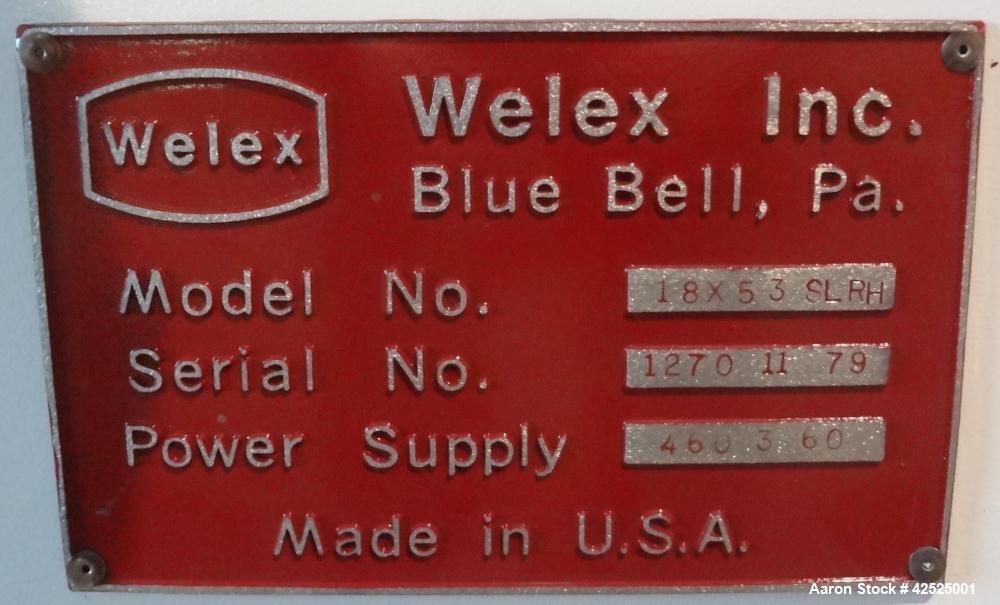 Welex
Welex Inc.
Blue Bell, Pa.
Model No. 18X53 SLRH
Serial No. 1270 11 79
Power Supply 460 3 60
Made in U.S.A.
Aaron Stock # 42525001